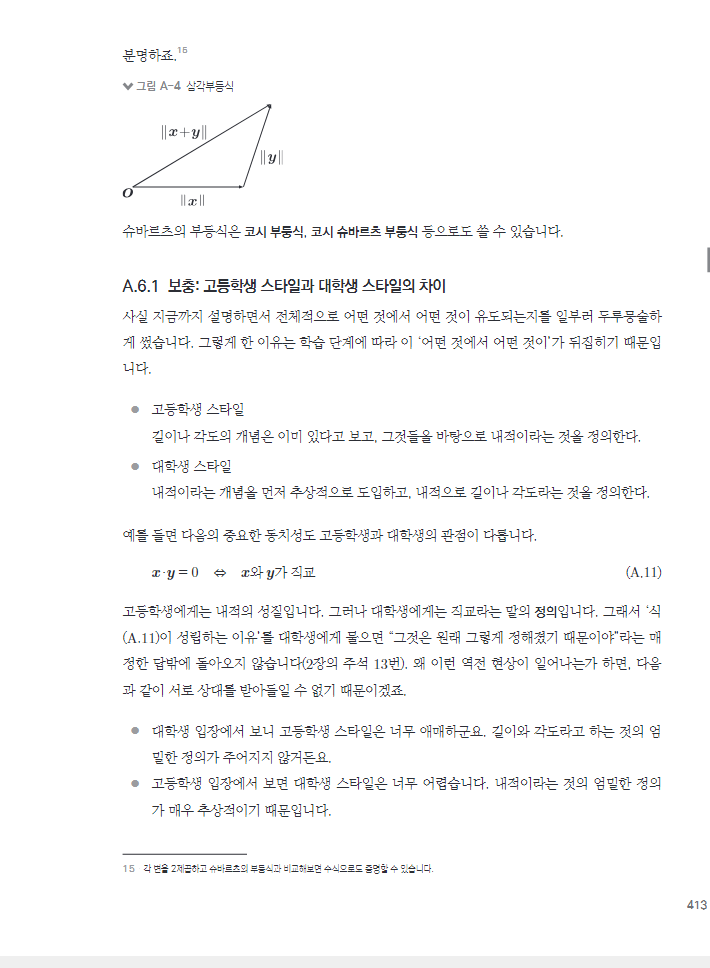 분명하죠.15
그림 A-4 삼각부등식
‖x+y‖
‖y‖
O
‖x‖
슈바르츠의 부등식은 코시 부등식, 코시 슈바르츠 부등식 등으로도 쓸 수 있습니다.
A.6.1 보충: 고등학생 스타일과 대학생 스타일의 차이
사실 지금까지 설명하면서 전체적으로 어떤 것에서 어떤 것이 유도되는지를 일부러 두루뭉술하
게 썼습니다. 그렇게 한 이유는 학습 단계에 따라 이 ‘어떤 것에서 어떤 것이’가 뒤집히기 때문입
니다.
● 고등학생 스타일
길이나 각도의 개념은 이미 있다고 보고, 그것들을 바탕으로 내적이라는 것을 정의한다.
● 대학생 스타일
내적이라는 개념을 먼저 추상적으로 도입하고, 내적으로 길이나 각도라는 것을 정의한다.
예를 들면 다음의 중요한 동치성도 고등학생과 대학생의 관점이 다릅니다.
x·y = 0 ⇔ x와 y가 직교 (A.11)
고등학생에게는 내적의 성질입니다. 그러나 대학생에게는 직교라는 말의 정의입니다. 그래서 ‘식
(A.11)이 성립하는 이유’를 대학생에게 물으면 “그것은 원래 그렇게 정해졌기 때문이야”라는 매
정한 답밖에 돌아오지 않습니다(2장의 주석 13번). 왜 이런 역전 현상이 일어나는가 하면, 다음
과 같이 서로 상대를 받아들일 수 없기 때문이겠죠.
● 대학생 입장에서 보니 고등학생 스타일은 너무 애매하군요. 길이와 각도라고 하는 것의 엄
밀한 정의가 주어지지 않거든요.
● 고등학생 입장에서 보면 대학생 스타일은 너무 어렵습니다. 내적이라는 것의 엄밀한 정의
가 매우 추상적이기 때문입니다.
15 각 변을 2제곱하고 슈바르츠의 부등식과 비교해보면 수식으로도 증명할 수 있습니다.
413